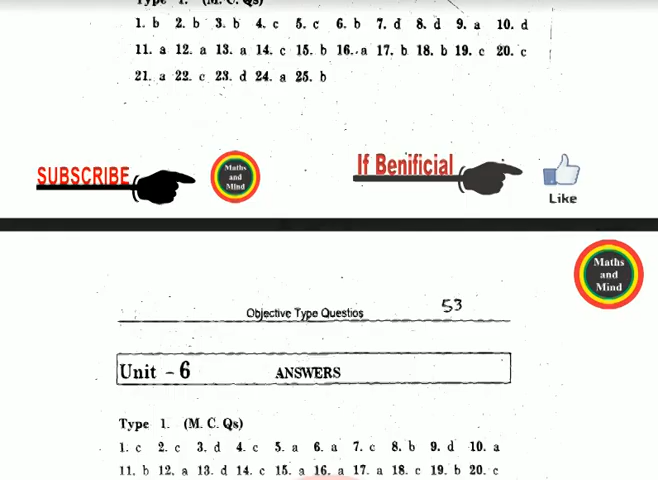 Type 1. (M. C. Qs)
1. b 2. b 3. b 4. c 5. c 6. b 7. d 8. d 9. a 10. d
11. a 12. a 13. a 14. c 15. b 16. a 17. b 18. b 19. c 20. c
21. a 22. c 23. d 24. a 25. b
SUBSCRIBE
Maths
and
Mind
If Benificial
Like
Maths
and
Mind
Objective Type Questios 53
Unit - 6 ANSWERS
Type 1. (M. C. Qs)
1. c 2. c 3. d 4. c 5. a 6. a 7. c 8. b 9. d 10. a
11. b 12. a 13. d 14. c 15. a 16. a 17. a 18. c 19. b 20. c